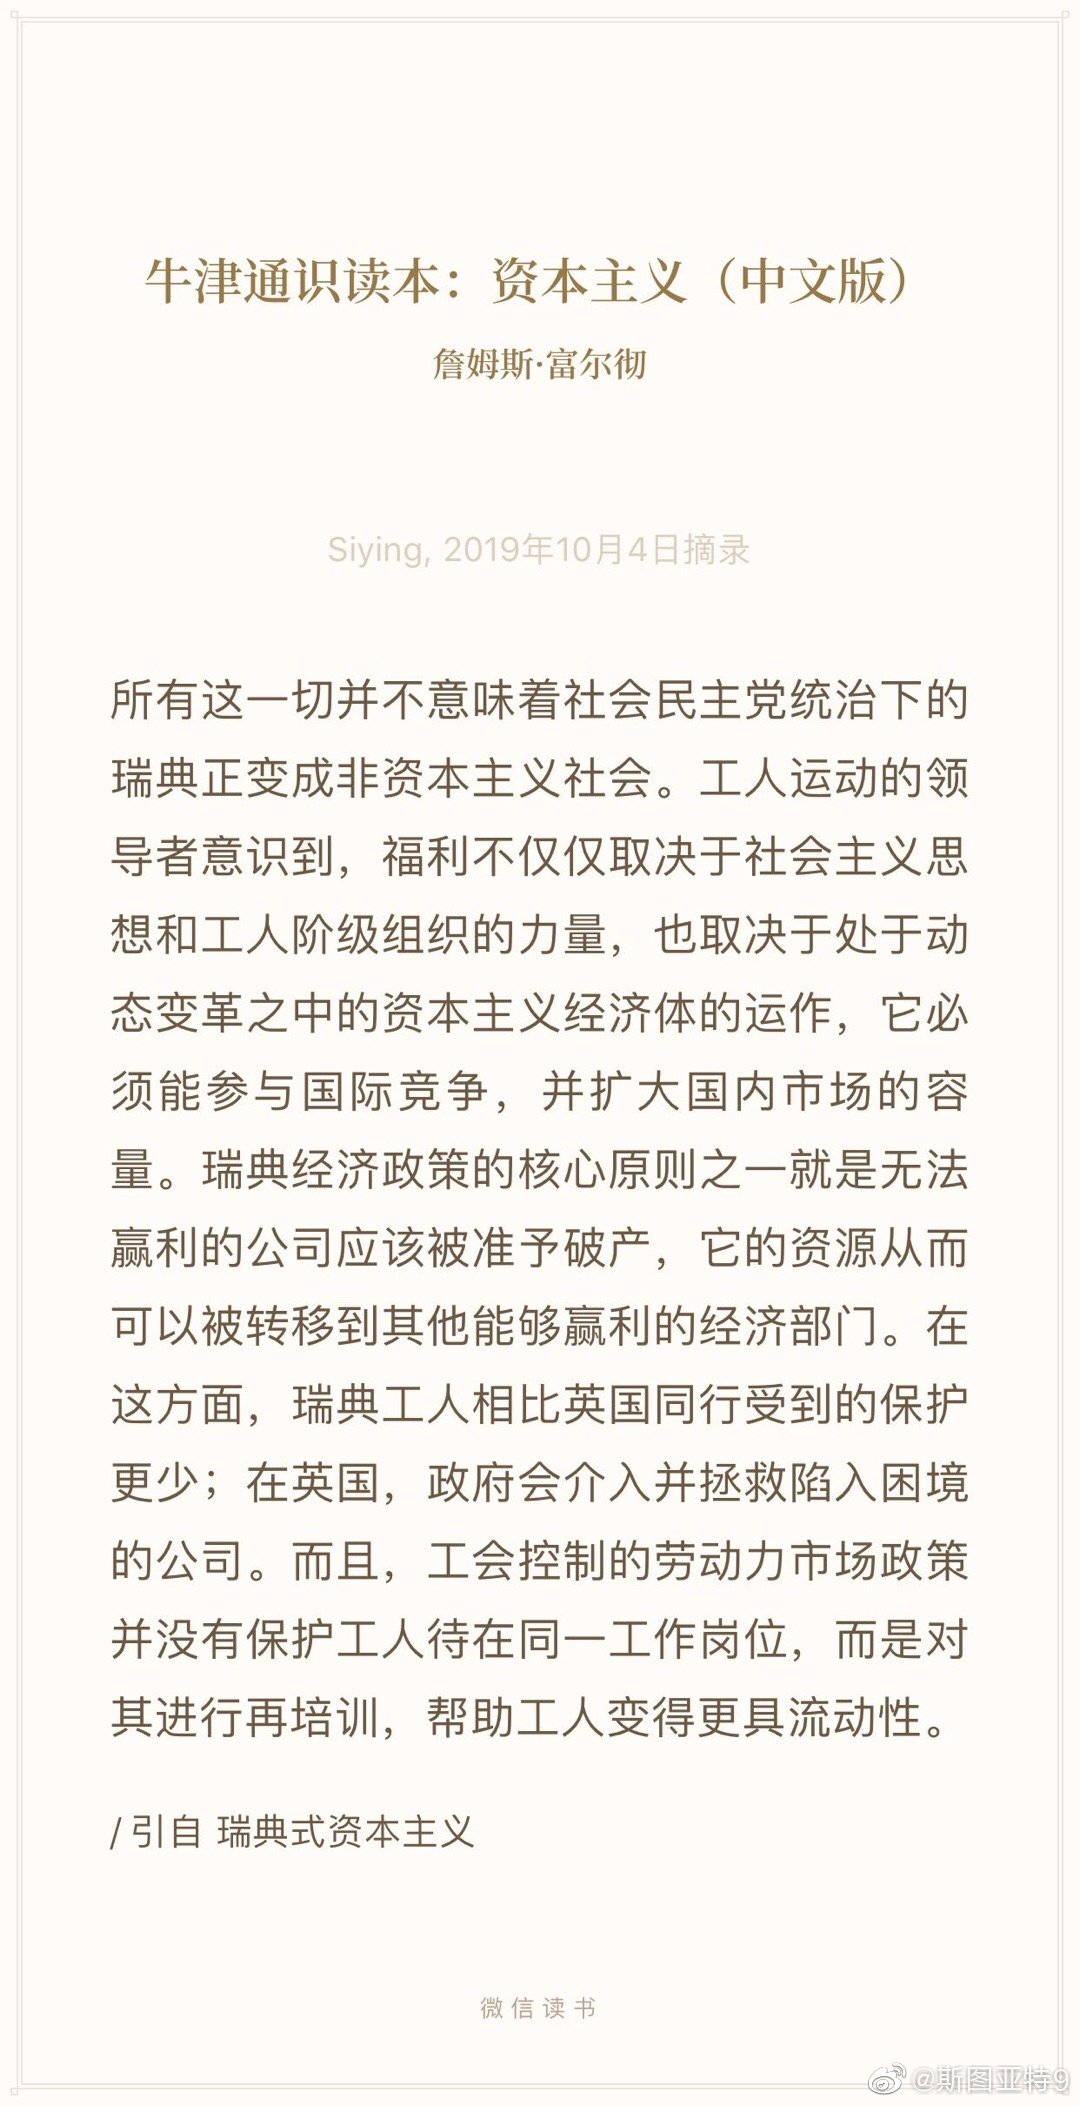 牛津通识读本：资本主义（中文版）
詹姆斯·富尔彻
Siying, 2019年10月4日摘录
所有这一切并不意味着社会民主党统治下的
瑞典正变成非资本主义社会。工人运动的领
导者意识到，福利不仅仅取决于社会主义思
想和工人阶级组织的力量，也取决于处于动
态变革之中的资本主义经济体的运作，它必
须能参与国际竞争，并扩大国内市场的容
量。瑞典经济政策的核心原则之一就是无法
赢利的公司应该被准予破产，它的资源从而
可以被转移到其他能够赢利的经济部门。在
这方面，瑞典工人相比英国同行受到的保护
更少；在英国，政府会介入并拯救陷入困境
的公司。而且，工会控制的劳动力市场政策
并没有保护工人待在同一工作岗位，而是对
其进行再培训，帮助工人变得更具流动性。
/ 引自 瑞典式资本主义
微信读书
@斯图亚特9